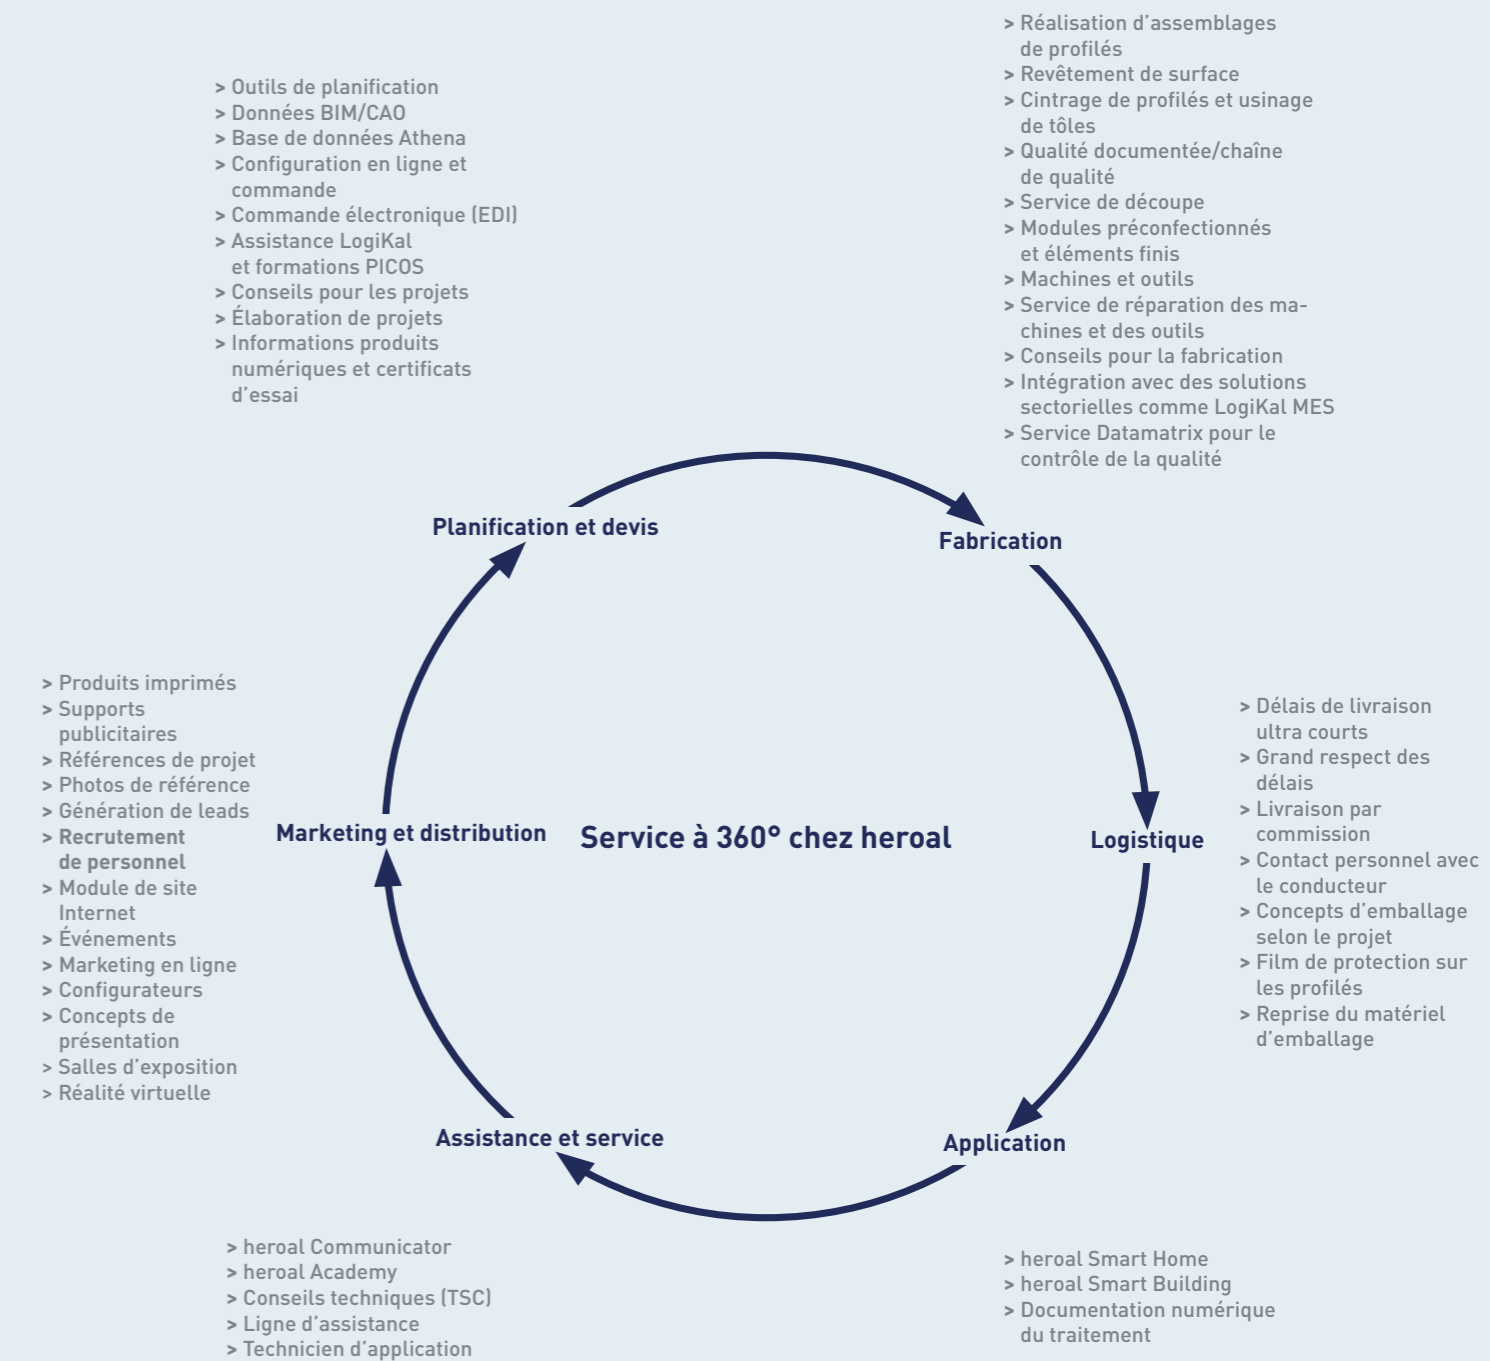 > Outils de planification
> Données BIM/CAO
> Base de données Athena
> Configuration en ligne et
commande
> Commande électronique (EDI)
> Assistance LogiKal
et formations PICOS
> Conseils pour les projets
> Élaboration de projets
> Informations produits
numériques et certificats
d’essai
> Réalisation d’assemblages
de profilés
> Revêtement de surface
> Cintrage de profilés et usinage
de tôles
> Qualité documentée/chaîne
de qualité
> Service de découpe
> Modules préconfectionnés
et éléments finis
> Machines et outils
> Service de réparation des ma-
chines et des outils
> Conseils pour la fabrication
> Intégration avec des solutions
sectorielles comme LogiKal MES
> Service Datamatrix pour le
contrôle de la qualité
Planification et devis
Fabrication
> Produits imprimés
> Supports
publicitaires
> Références de projet
> Photos de référence
> Génération de leads
> Recrutement
de personnel
> Module de site
Internet
> Événements
> Marketing en ligne
> Configurateurs
> Concepts de
présentation
> Salles d’exposition
> Réalité virtuelle
Marketing et distribution
Service à 360° chez heroal
Logistique
> Délais de livraison
ultra courts
> Grand respect des
délais
> Livraison par
commission
> Contact personnel avec
le conducteur
> Concepts d’emballage
selon le projet
> Film de protection sur
les profilés
> Reprise du matériel
d’emballage
Assistance et service
Application
> heroal Communicator
> heroal Academy
> Conseils techniques (TSC)
> Ligne d’assistance
> Technicien d’application
> heroal Smart Home
> heroal Smart Building
> Documentation numérique
du traitement